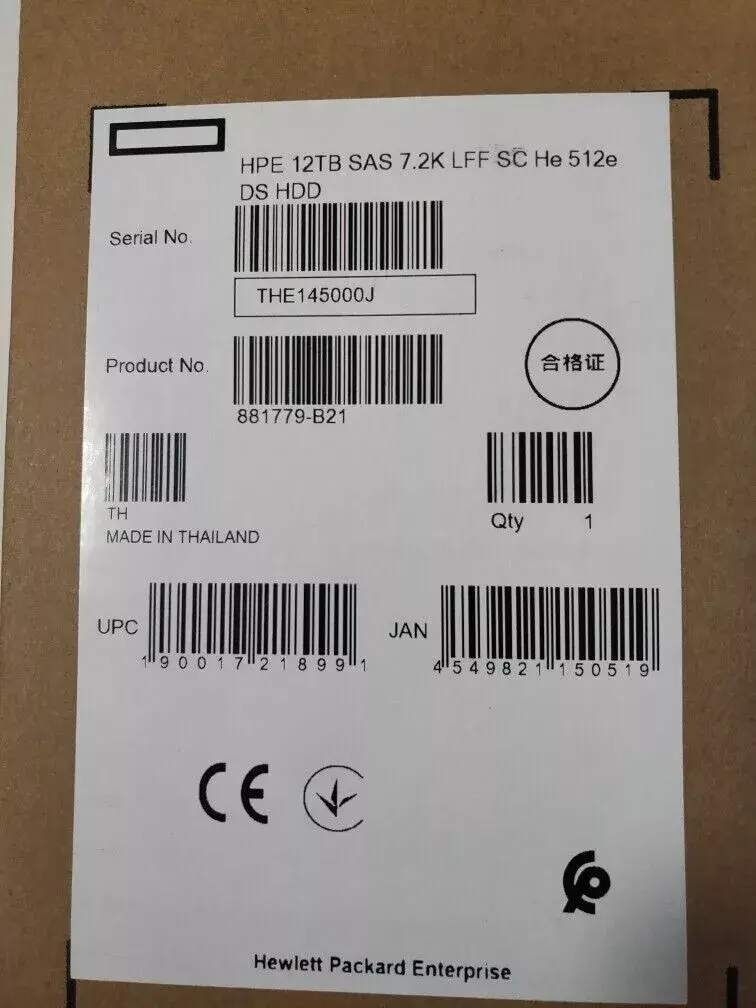 HPE 12TB SAS 7.2K LFF SC He 512e
DS HDD
Serial No.
THE145000J
Product No.
881779-B21
合格证
TH
MADE IN THAILAND
Qty 1
UPC
1 90017 21899 1
JAN
4 549821 150519
CE
Hewlett Packard Enterprise